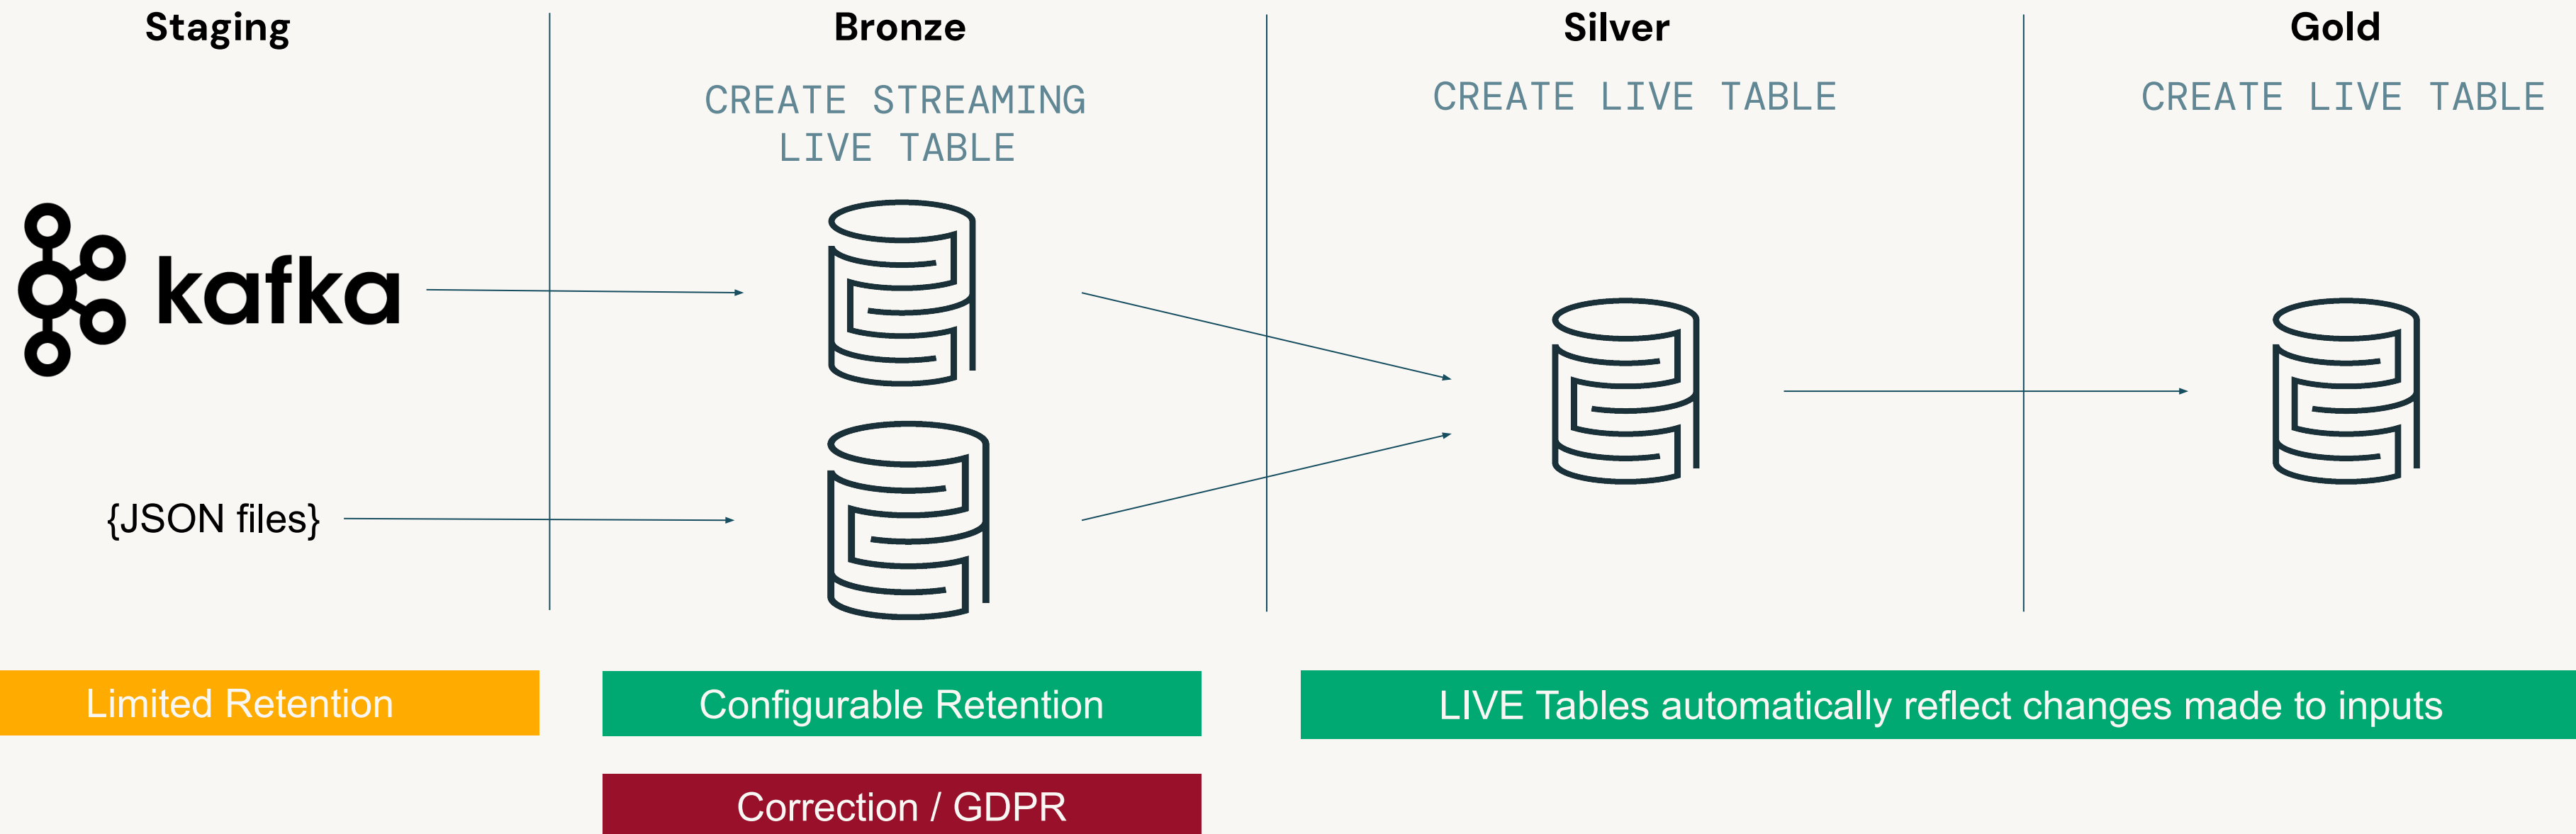 Staging
Bronze
Silver
Gold
CREATE STREAMING
LIVE TABLE
CREATE LIVE TABLE
CREATE LIVE TABLE
kafka
{JSON files}
Limited Retention
Configurable Retention
LIVE Tables automatically reflect changes made to inputs
Correction / GDPR